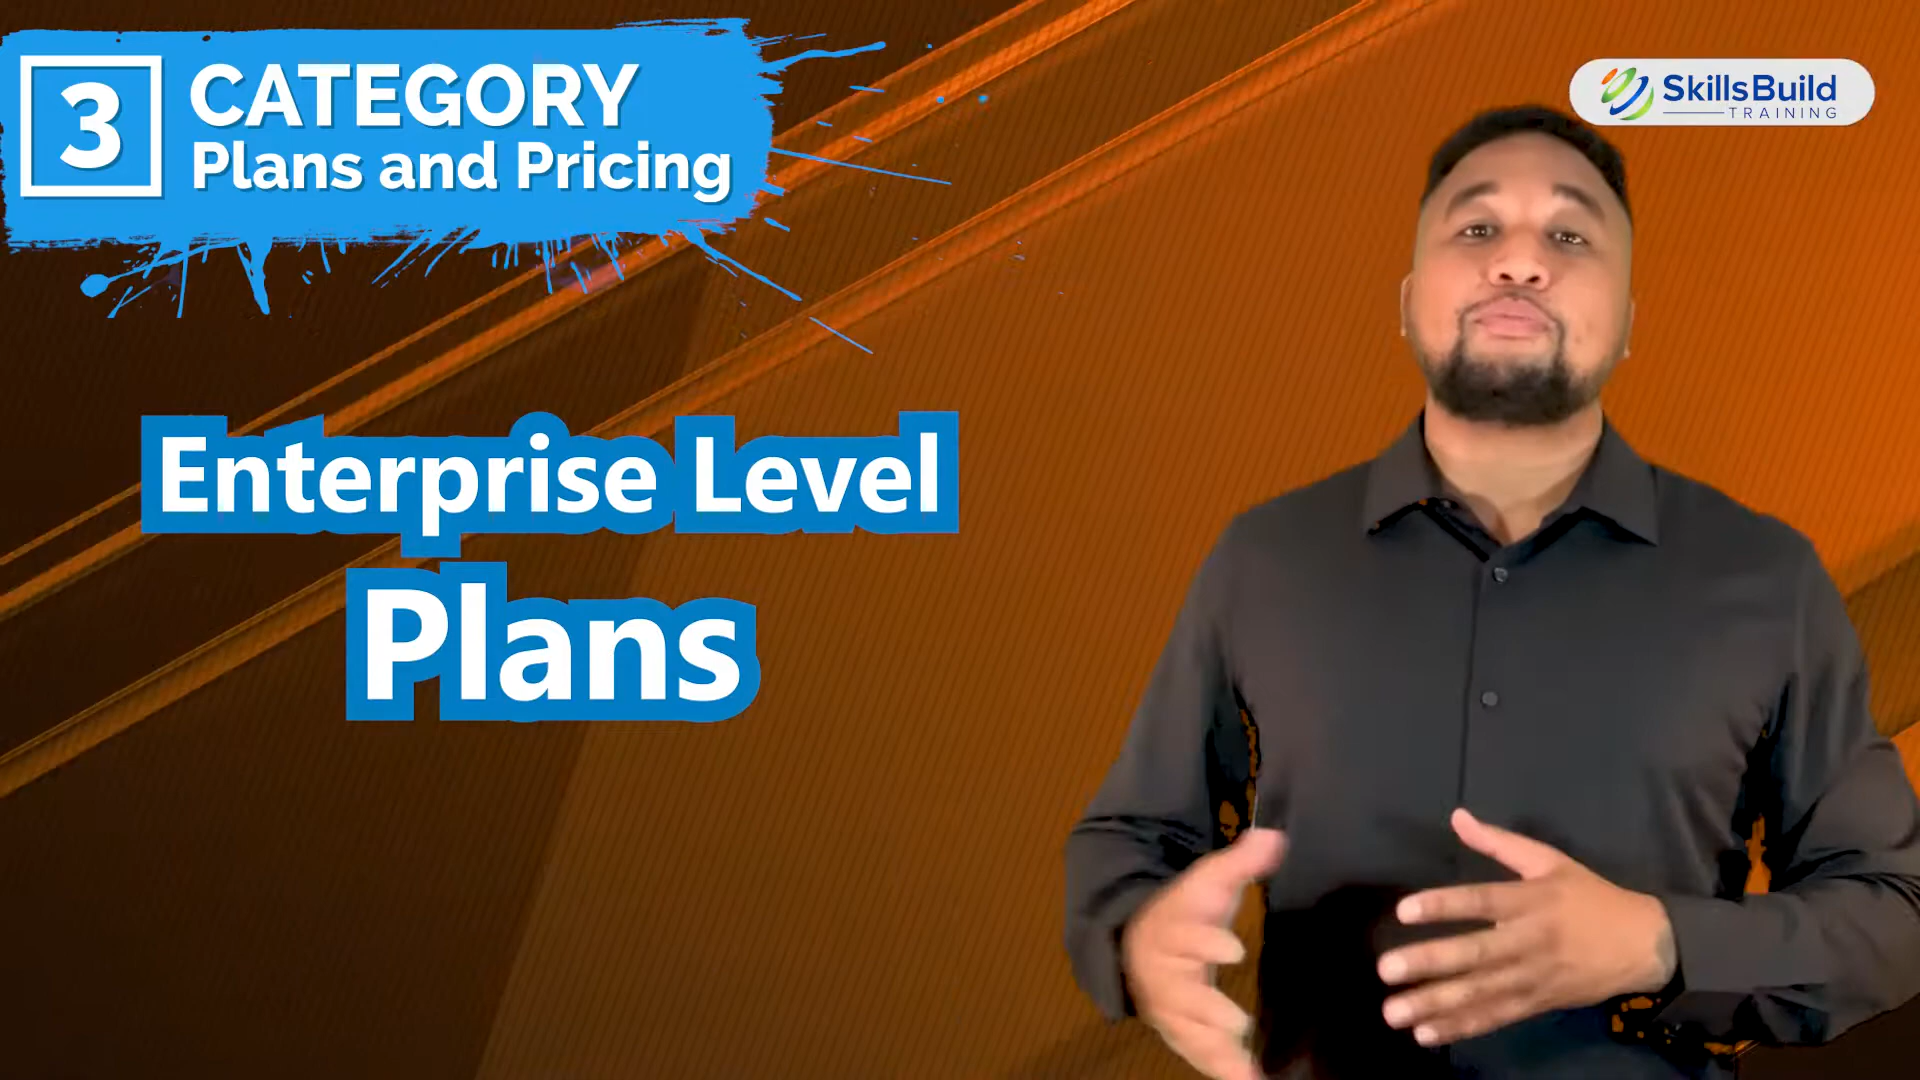 3
CATEGORY
Plans and Pricing
SkillsBuild
TRAINING
Enterprise Level
Plans